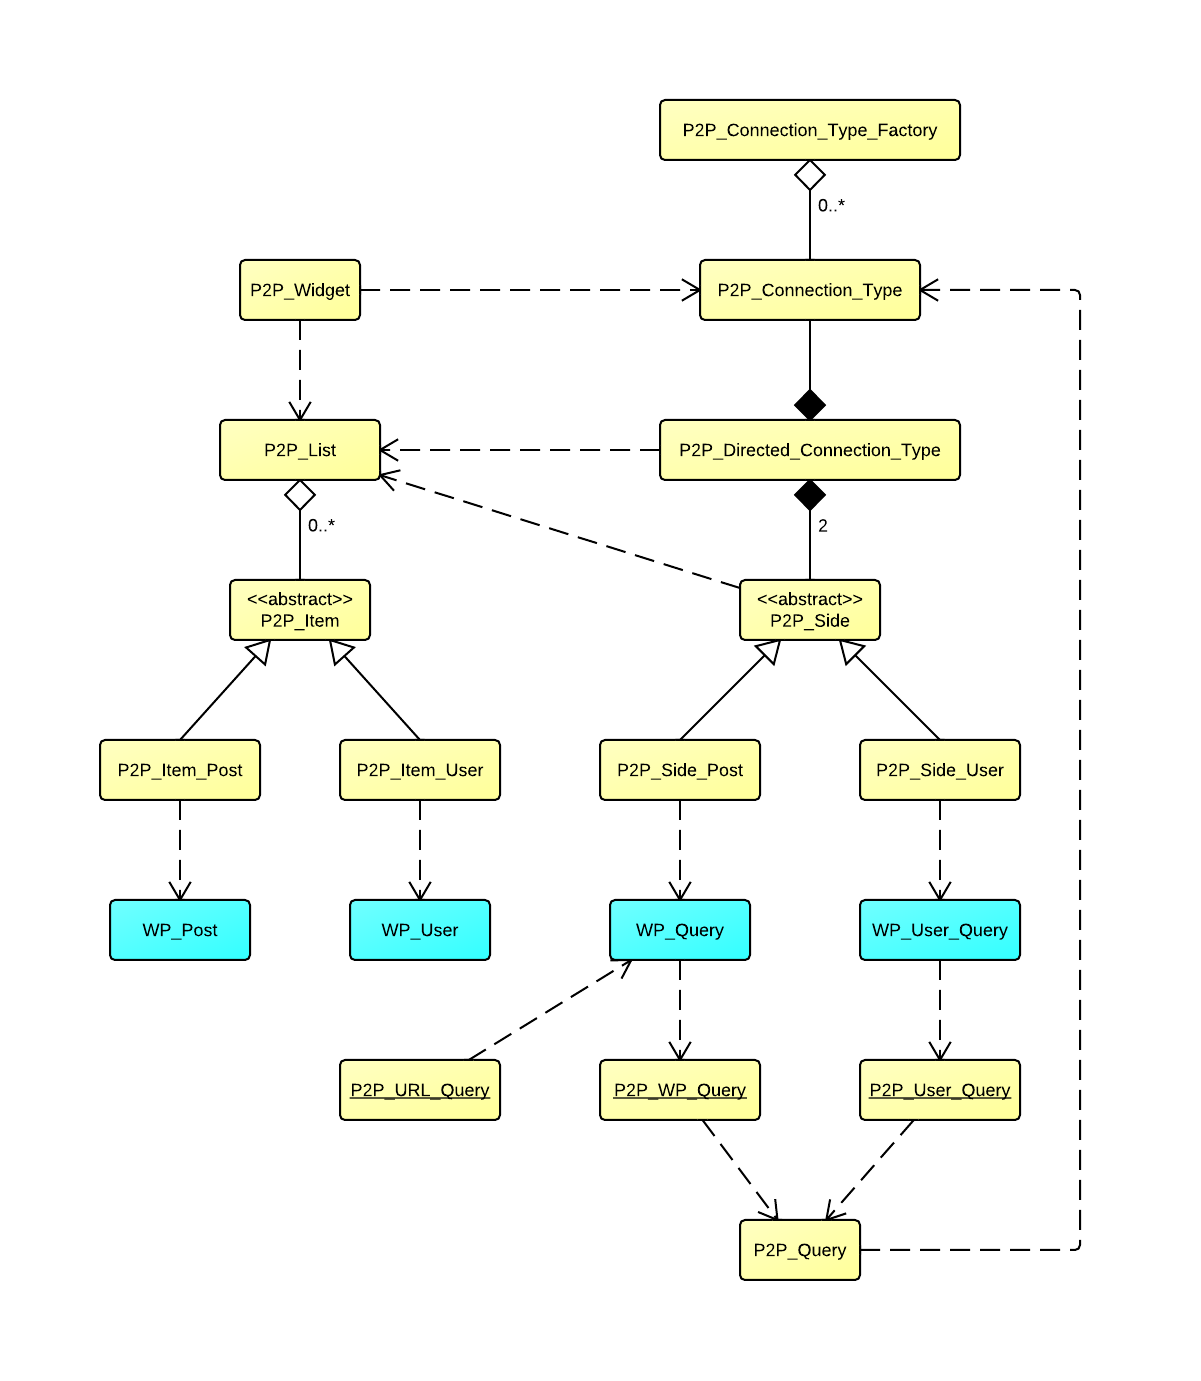 P2P_Connection_Type_Factory
0..*
P2P_Widget
P2P_Connection_Type
P2P_List
P2P_Directed_Connection_Type
0..*
2
<<abstract>>
P2P_Item
<<abstract>>
P2P_Side
P2P_Item_Post
P2P_Item_User
P2P_Side_Post
P2P_Side_User
WP_Post
WP_User
WP_Query
WP_User_Query
P2P_URL_Query
P2P_WP_Query
P2P_User_Query
P2P_Query